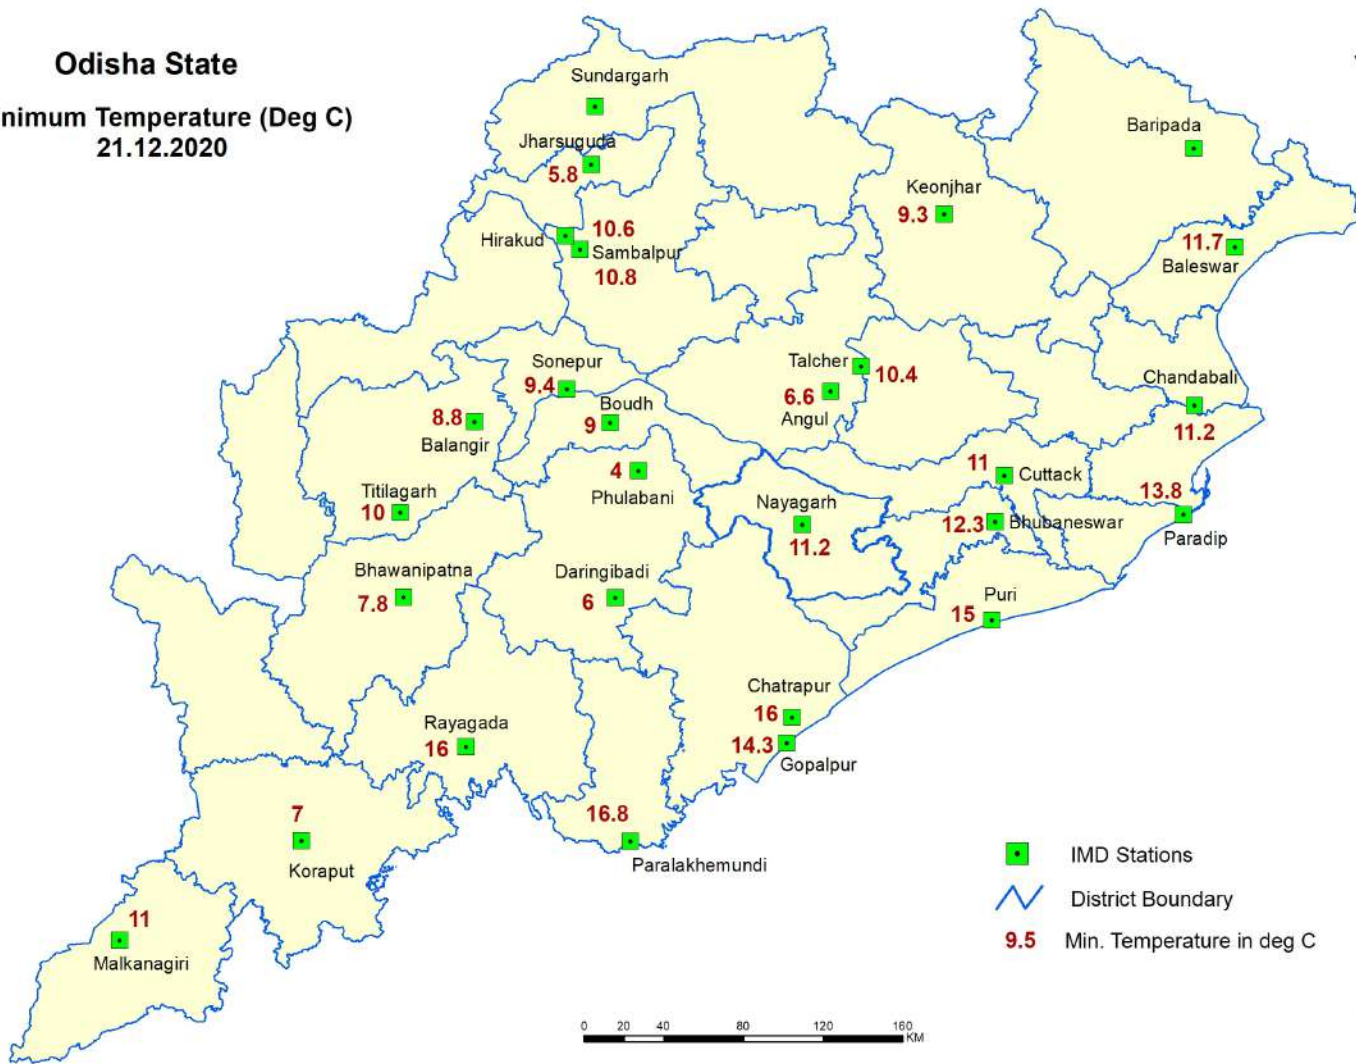 Odisha State
nimum Temperature (Deg C)
21.12.2020
Sundargarh
Jharsuguda
5.8
Baripada
Keonjhar
9.3
Hirakud
10.6
Sambalpur
10.8
11.7
Baleswar
Sonepur
9.4
Talcher
10.4
Chandabali
11.2
8.8
Balangir
Boudh
9
6.6
Angul
4
Phulabani
11
Cuttack
13.8
Paradip
Titilagarh
10
Nayagarh
11.2
12.3
Bhubaneswar
Bhawanipatna
7.8
Daringibadi
6
Puri
15
Chatrapur
16
14.3
Gopalpur
Rayagada
16
7
Koraput
16.8
Paralakhemundi
11
Malkanagiri
IMD Stations
District Boundary
9.5 Min. Temperature in deg C
0 20 40 80 120 160
KM